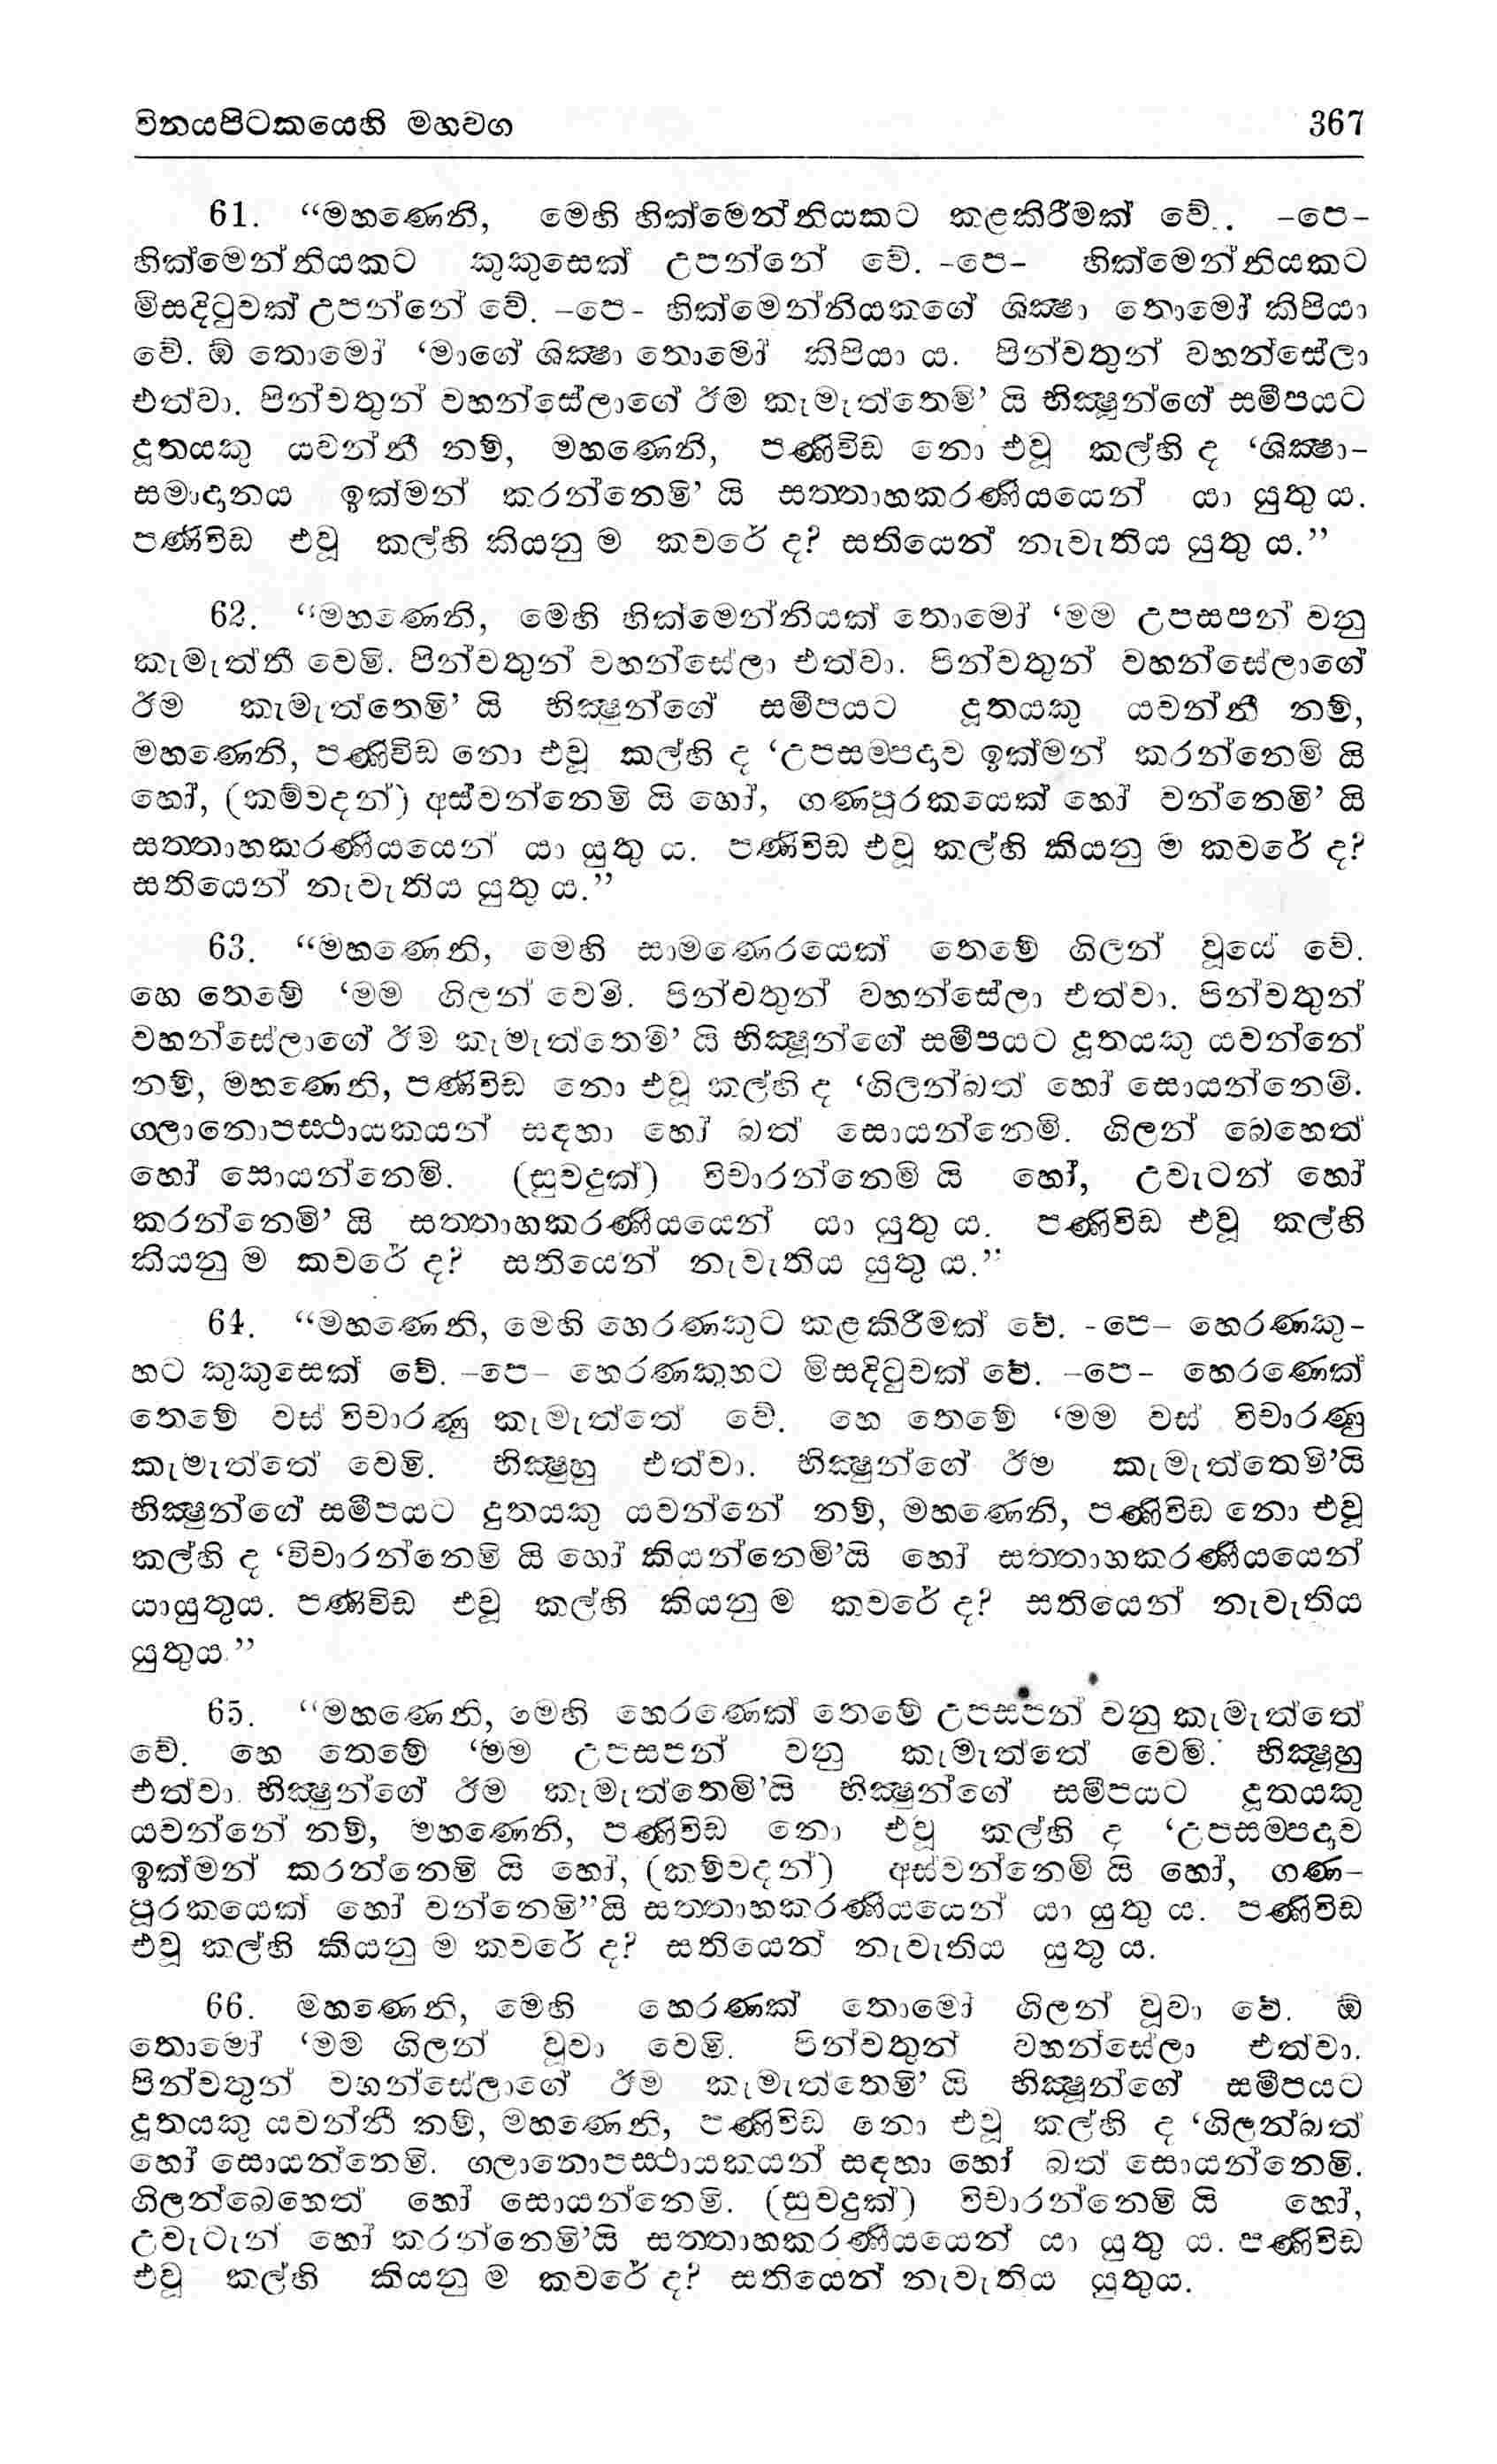 විනයපිටකයෙහි මහවග 367
61. “මහණෙනි, මෙහි හික්මෙන්නියකට කළකිරීමක් වේ.. –පෙ–
හික්මෙන්නියකට කුකුසෙක් උපන්නේ වේ. –පෙ– හික්මෙන්නියකට
මිසදිටුවක් උපන්නේ වේ. –පෙ– හික්මෙන්නියකගේ ශික්‍ෂා තොමෝ කිපියා
වේ. ඕ තොමෝ ‘මාගේ ශික්‍ෂා තොමෝ කිපියා ය. පින්වතුන් වහන්සේලා
එත්වා. පින්වතුන් වහන්සේලාගේ ඊම කැමැත්තෙමි’ යි භික්‍ෂූන්ගේ සමීපයට
දූතයකු යවන්නී නම්, මහණෙනි, පණිවිඩ නො එවූ කල්හි ද ‘ශික්‍ෂා–
සමාදානය ඉක්මන් කරන්නෙමි’ යි සත්තාහකරණීයයෙන් යා යුතු ය.
පණිවිඩ එවූ කල්හි කියනු ම කවරේ ද? සතියෙන් නැවැතිය යුතු ය.”
62. “මහණෙනි, මෙහි හික්මෙන්නියක් තොමෝ ‘මම උපසපන් වනු
කැමැත්තී වෙමි. පින්වතුන් වහන්සේලා එත්වා. පින්වතුන් වහන්සේලාගේ
ඊම කැමැත්තෙමි’ යි භික්‍ෂුන්ගේ සමීපයට දූතයකු යවන්නී නම්,
මහණෙනි, පණිවිඩ නො එවූ කල්හි ද ‘උපසම්පදාව ඉක්මන් කරන්නෙමි යි
හෝ, (කම්වදන්) අස්වන්නෙමි යි හෝ, ගණපූරකයෙක් හෝ වන්නෙමි’ යි
සත්තාහකරණීයයෙන් යා යුතු ය. පණිවිඩ එවූ කල්හි කියනු ම කවරේ ද?
සතියෙන් නැවැතිය යුතු ය.”
63. “මහණෙනි, මෙහි සාමණෙරයෙක් තෙමේ ගිලන් වූයේ වේ.
හෙ තෙමේ ‘මම ගිලන් වෙමි. පින්වතුන් වහන්සේලා එත්වා. පින්වතුන්
වහන්සේලාගේ ඊම කැමැත්තෙමි’ යි භික්‍ෂූන්ගේ සමීපයට දූතයකු යවන්නේ
නම්, මහණෙනි, පණිවිඩ නො එවූ කල්හි ද ‘ගිලන්බත් හෝ සොයන්නෙමි.
ගලානොපස්ථායකයන් සඳහා හෝ බත් සොයන්නෙමි. ගිලන් බෙහෙත්
හෝ සොයන්නෙමි. (සුවදුක්) විචාරන්නෙමි යි හෝ, උවැටන් හෝ
කරන්නෙමි’ යි සත්තාහකරණීයයෙන් යා යුතු ය. පණිවිඩ එවූ කල්හි
කියනු ම කවරේ ද? සතියෙන් නැවැතිය යුතු ය.”
64. “මහණෙනි, මෙහි හෙරණකුට කළකිරීමක් වේ. -පෙ– හෙරණකු–
හට කුකුසෙක් වේ. –පෙ– හෙරණකුහට මිසදිටුවක් වේ. –පෙ– හෙරණෙක්
තෙමේ වස් විචාරණු කැමැත්තේ වේ. හෙ තෙමේ ‘මම වස් විචාරණු
කැමැත්තේ වෙමි. භික්‍ෂුහු එත්වා. භික්‍ෂුන්ගේ ඊම කැමැත්තෙමි’යි
භික්‍ෂුන්ගේ සමීපයට දුතයකු යවන්නේ නම්, මහණෙනි, පණිවිඩ නො එවූ
කල්හි ද ‘විචාරන්නෙමි යි හෝ කියන්නෙමි’යි හෝ සත්තාහකරණීයයෙන්
යායුතුය. පණිවිඩ එවූ කල්හි කියනු ම කවරේ ද? සතියෙන් නැවැතිය
යුතුය.”
65. “මහණෙනි, මෙහි හෙරණෙක් තෙමේ උපසපන් වනු කැමැත්තේ
වේ. හෙ තෙමේ ‘මම උපසපන් වනු කැමැත්තේ වෙමි. භික්‍ෂූහු
එත්වා. භික්‍ෂුන්ගේ ඊම කැමැත්තෙමි’යි භික්‍ෂුන්ගේ සමීපයට දූතයකු
යවන්නේ නම්, මහණෙනි, පණිවිඩ නො එවූ කල්හි ද ‘උපසම්පදාව
ඉක්මන් කරන්නෙමි යි හෝ, (කම්වදන්) අස්වන්නෙමි යි හෝ, ගණ–
පූරකයෙක් හෝ වන්නෙමි”යි සත්තාහකරණීයයෙන් යා යුතු ය. පණිවිඩ
එවූ කල්හි කියනු ම කවරේ ද? සතියෙන් නැවැතිය යුතු ය.
66. මහණෙනි, මෙහි හෙරණක් තොමෝ ගිලන් වූවා වේ. ඕ
තොමෝ ‘මම ගිලන් වූවා වෙමි. පින්වතුන් වහන්සේලා එත්වා.
පින්වතුන් වහන්සේලාගේ ඊම කැමැත්තෙමි’ යි භික්‍ෂූන්ගේ සමීපයට
දූතයකු යවන්නී නම්, මහණෙනි, පණිවිඩ නො එවූ කල්හි ද ‘ගිලන්බත්
හෝ සොයන්නෙමි. ගලානොපස්ථායකයන් සඳහා හෝ බත් සොයන්නෙමි.
ගිලන්බෙහෙත් හෝ සොයන්නෙමි. (සුවදුක්) විචාරන්නෙමි යි හෝ,
උවැටැන් හෝ කරන්නෙමි’යි සත්තාහකරණීයයෙන් යා යුතු ය. පණිවිඩ
එවූ කල්හි කියනු ම කවරේ ද? සතියෙන් නැවැතිය යුතුය.